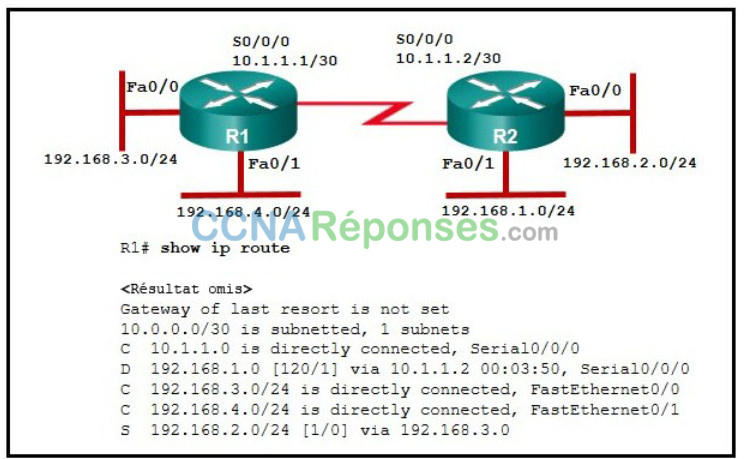 S0/0/0
10.1.1.1/30
S0/0/0
10.1.1.2/30
Fa0/0
R1
Fa0/1
192.168.3.0/24
192.168.4.0/24
Fa0/0
R2
Fa0/1
192.168.2.0/24
192.168.1.0/24
CCNARéponses.com
R1# show ip route
<Résultat omis>
Gateway of last resort is not set
10.0.0.0/30 is subnetted, 1 subnets
C 10.1.1.0 is directly connected, Serial0/0/0
D 192.168.1.0 [120/1] via 10.1.1.2 00:03:50, Serial0/0/0
C 192.168.3.0/24 is directly connected, FastEthernet0/0
C 192.168.4.0/24 is directly connected, FastEthernet0/1
S 192.168.2.0/24 [1/0] via 192.168.3.0